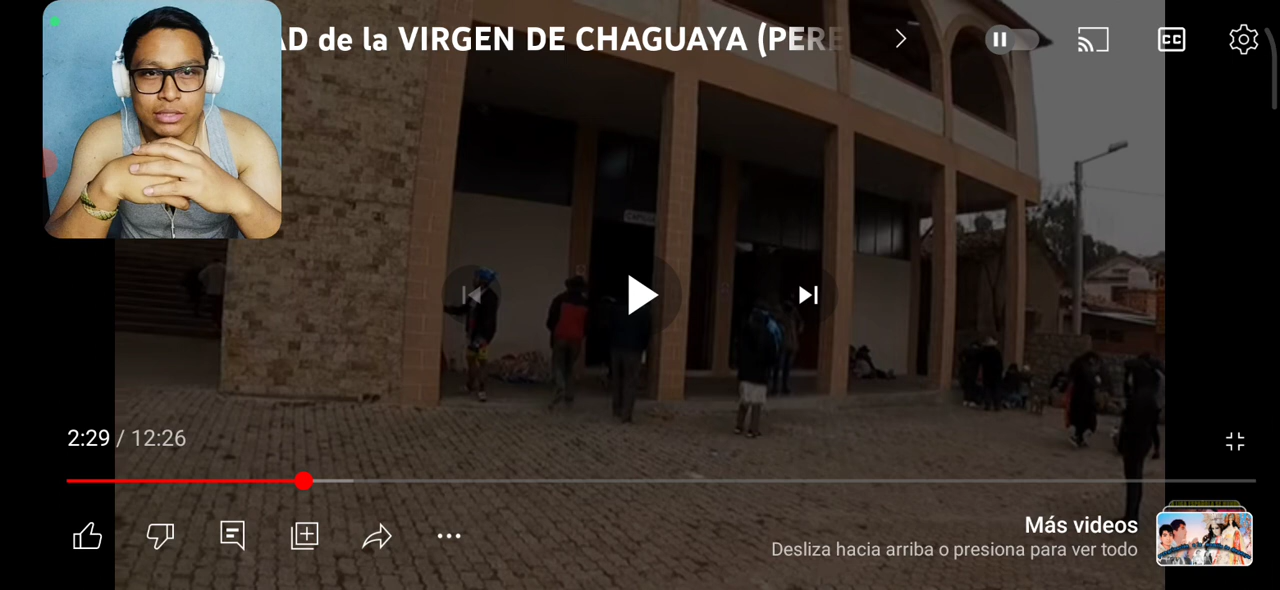 AD de la VIRGEN DE CHAGUAYA (PERE
CC
2:29 / 12:26
Más videos
Desliza hacia arriba o presiona para ver todo